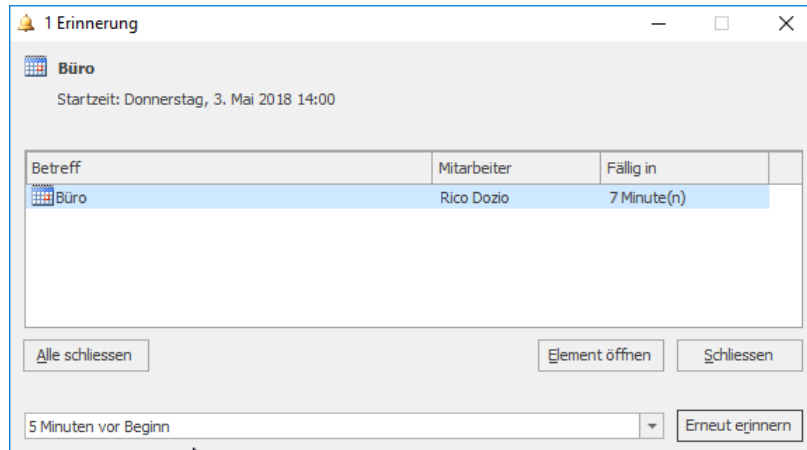 1 Erinnerung
Büro
Startzeit: Donnerstag, 3. Mai 2018 14:00
Betreff Mitarbeiter Fällig in
Büro Rico Dozio 7 Minute(n)
Alle schliessen Element öffnen Schliessen
5 Minuten vor Beginn Erneut erinnern